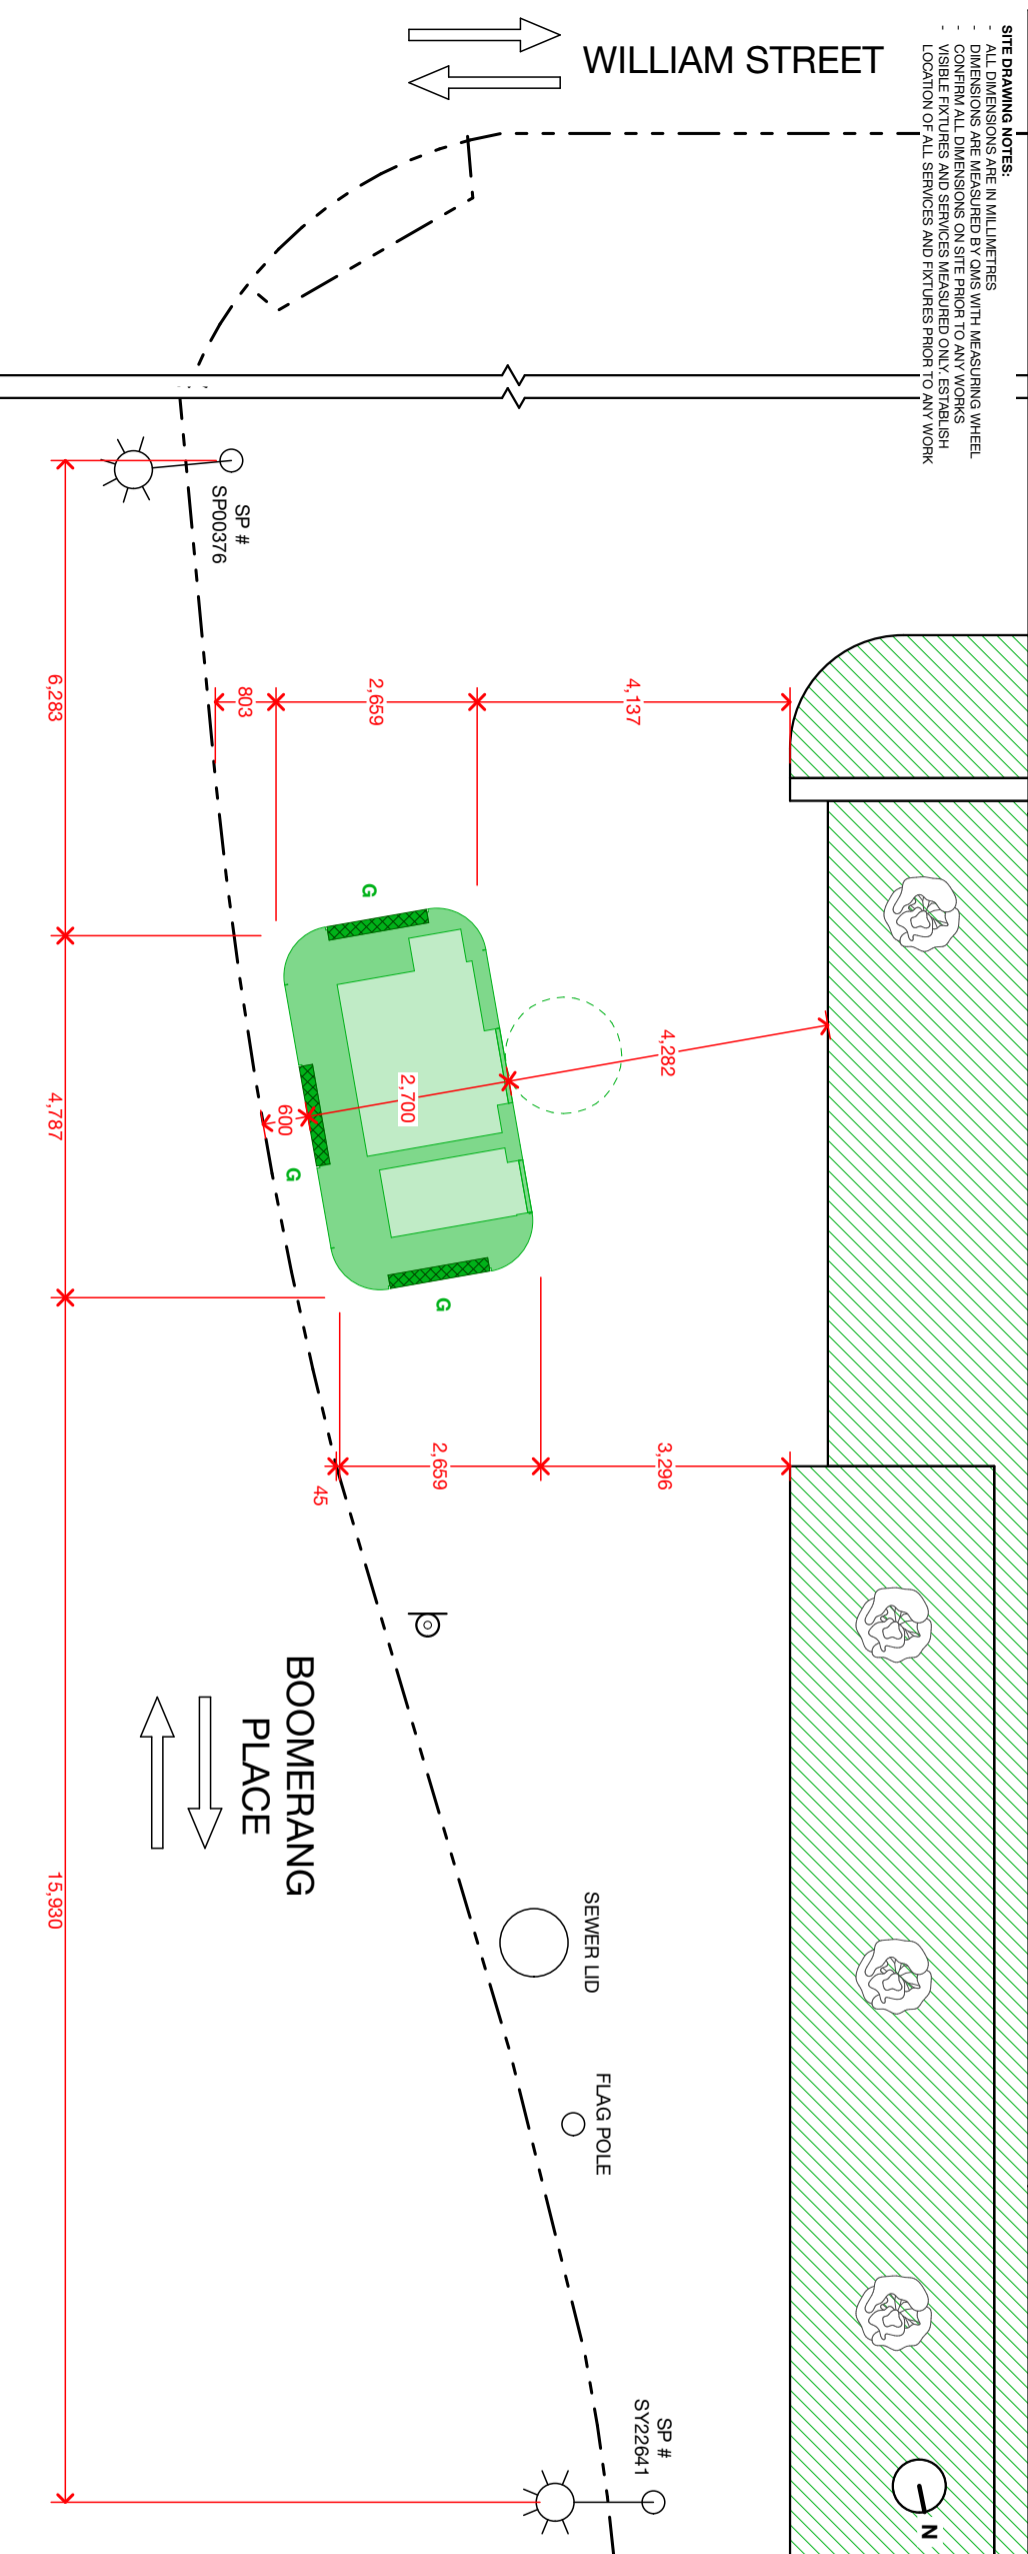 SITE DRAWING NOTES:
- ALL DIMENSIONS ARE IN MILLIMETRES
- DIMENSIONS ARE MEASURED BY QMS WITH MEASURING WHEEL
- CONFIRM ALL DIMENSIONS ON SITE PRIOR TO ANY WORKS
- VISIBLE FIXTURES AND SERVICES MEASURED ONLY. ESTABLISH
LOCATION OF ALL SERVICES AND FIXTURES PRIOR TO ANY WORK
WILLIAM STREET
SP #
SP00376
6,283
803
2,659
4,137
G
4,282
2,700
600
4,787
G
G
3,296
2,659
45
BOOMERANG
PLACE
15,930
SEWER LID
FLAG POLE
SP #
SY22641
N